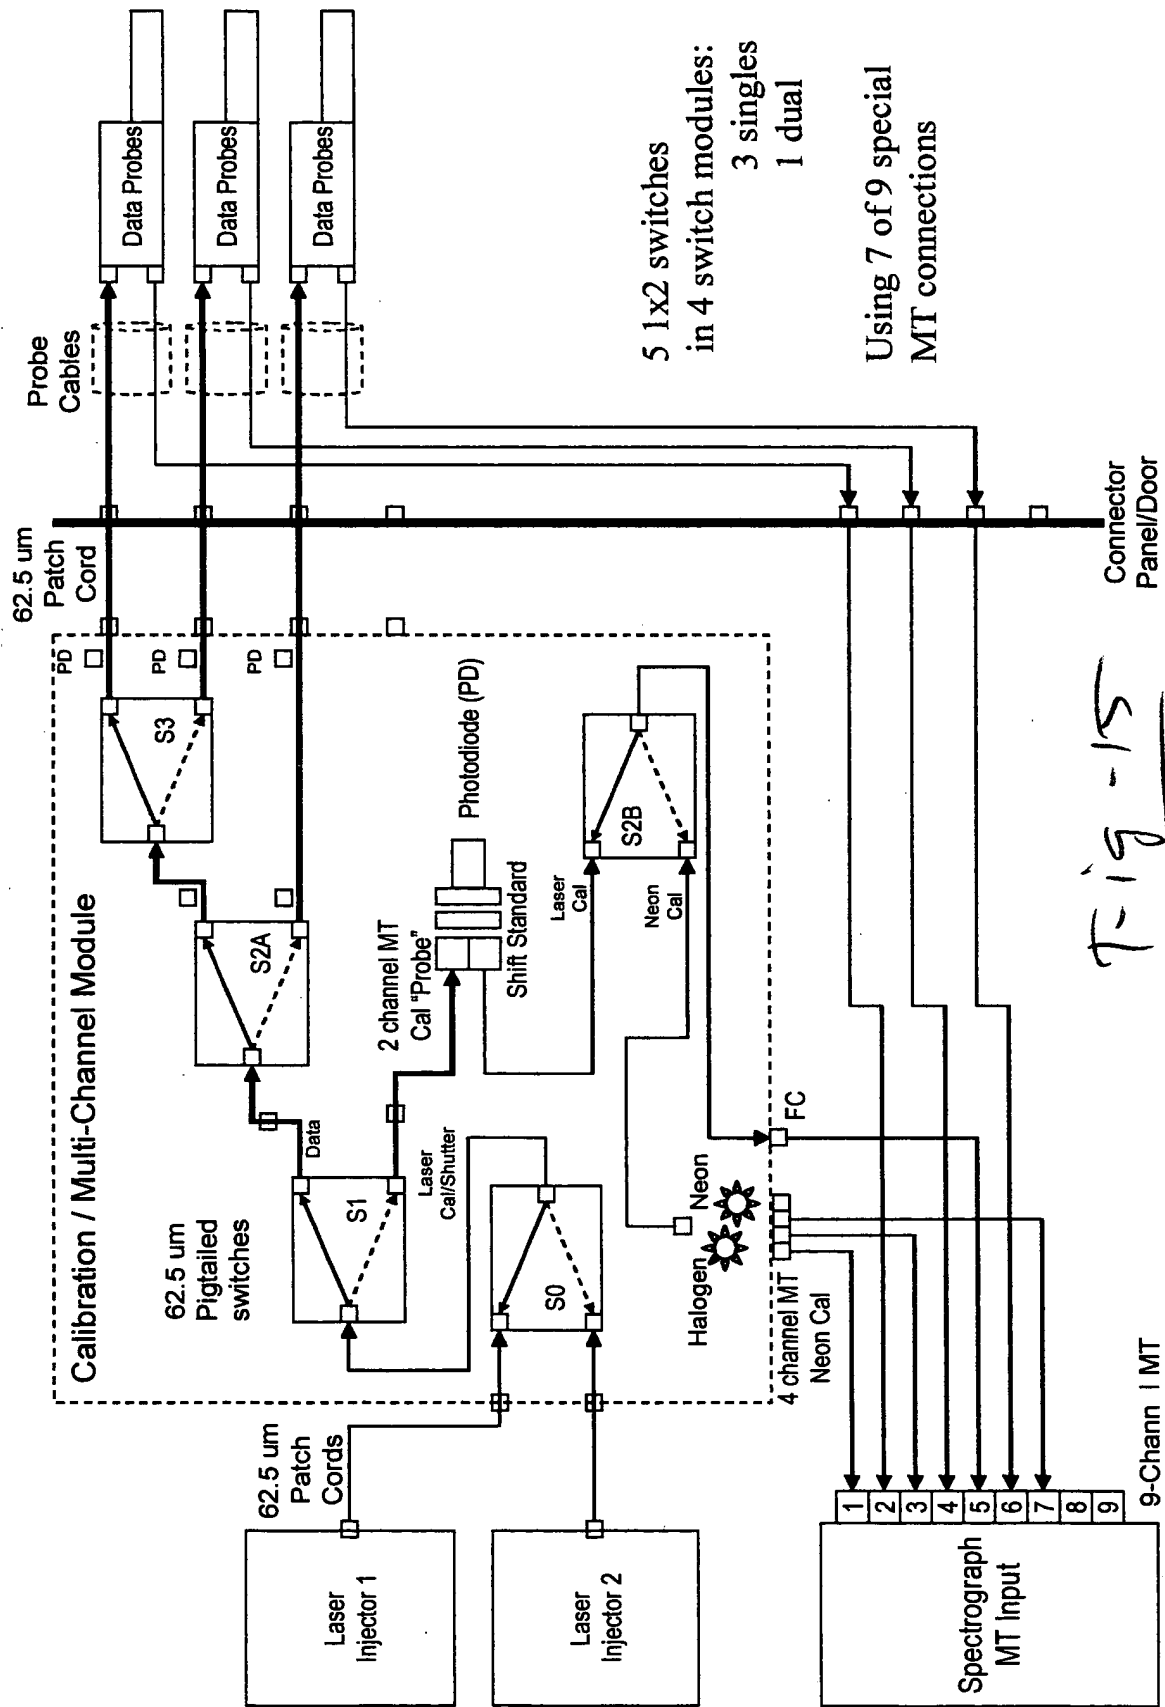 Calibration / Multi-Channel Module
62.5 um
Patch
Cord
Probe
Cables
Data Probes
Data Probes
Data Probes
PD
PD
PD
S3
S2A
S1
S0
S2B
62.5 um
Pigtailed
switches
Data
Laser
Cal/Shutter
2 channel MT
Cal "Probe"
Shift Standard
Photodiode (PD)
Laser
Cal
Neon
Cal
Halogen
Neon
FC
4 channel MT
Neon Cal
62.5 um
Patch
Cords
Laser
Injector 1
Laser
Injector 2
Spectrograph
MT Input
1
2
3
4
5
6
7
8
9
9-Chann l MT
Connector
Panel/Door
5 1x2 switches
in 4 switch modules:
3 singles
1 dual
Using 7 of 9 special
MT connections
Fig-15